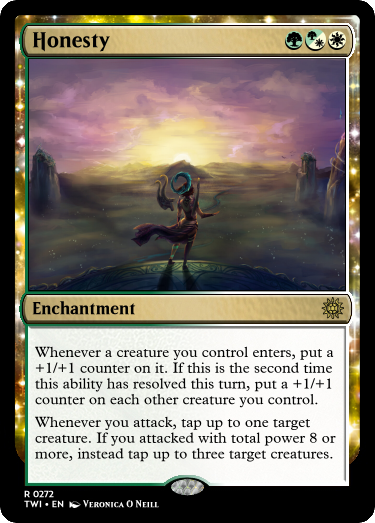 Honesty
Enchantment
Whenever a creature you control enters, put a
+1/+1 counter on it. If this is the second time
this ability has resolved this turn, put a +1/+1
counter on each other creature you control.
Whenever you attack, tap up to one target
creature. If you attacked with total power 8 or
more, instead tap up to three target creatures.
R 0272
TWI • EN VERONICA O NEILL